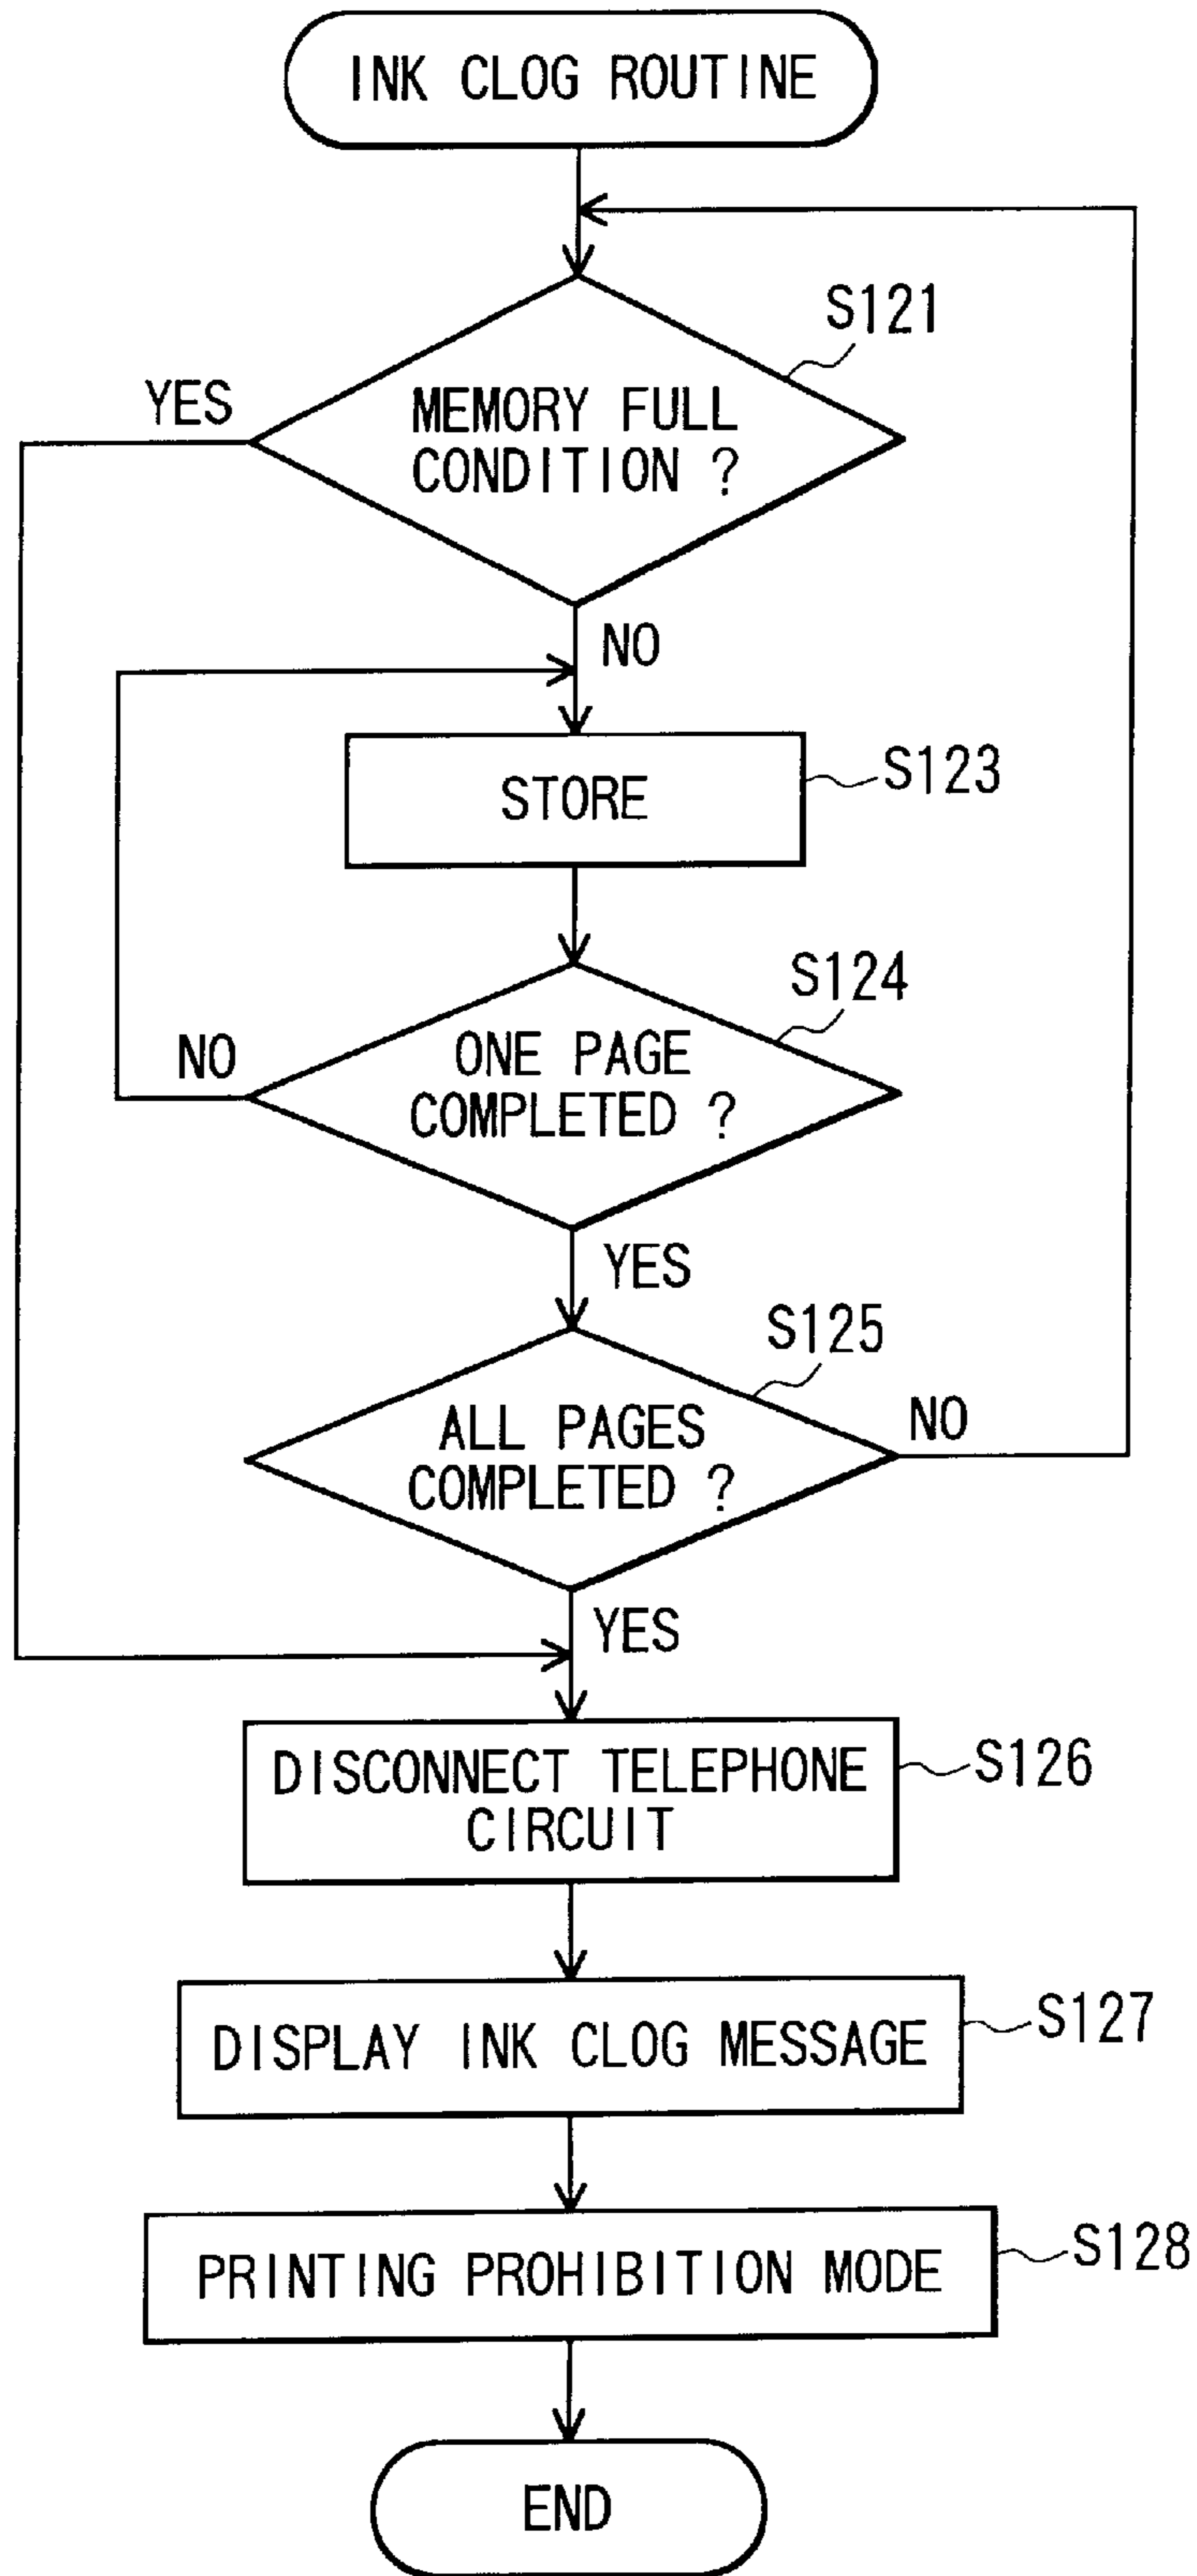 INK CLOG ROUTINE
S121
YES
MEMORY FULL
CONDITION ?
NO
STORE
S123
S124
NO
ONE PAGE
COMPLETED ?
YES
S125
ALL PAGES
COMPLETED ?
NO
YES
DISCONNECT TELEPHONE
CIRCUIT
S126
DISPLAY INK CLOG MESSAGE
S127
PRINTING PROHIBITION MODE
S128
END